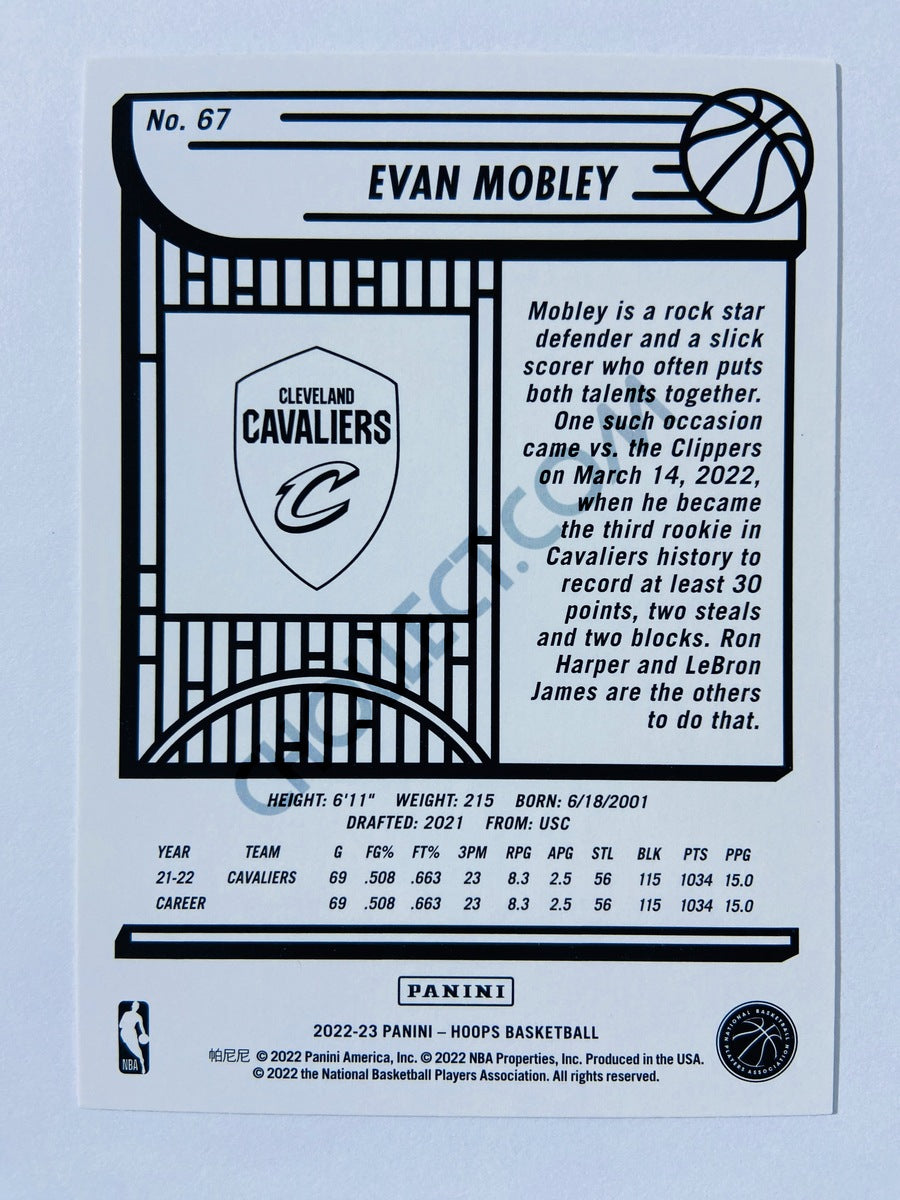 No. 67
EVAN MOBLEY
CLEVELAND
CAVALIERS
C
Mobley is a rock star
defender and a slick
scorer who often puts
both talents together.
One such occasion
came vs. the Clippers
on March 14, 2022,
when he became
the third rookie in
Cavaliers history to
record at least 30
points, two steals
and two blocks. Ron
Harper and LeBron
James are the others
to do that.
CHOLLECT.COM
HEIGHT: 6'11" WEIGHT: 215 BORN: 6/18/2001
DRAFTED: 2021 FROM: USC
YEAR TEAM G FG% FT% 3PM RPG APG STL BLK PTS PPG
21-22 CAVALIERS 69 .508 .663 23 8.3 2.5 56 115 1034 15.0
CAREER 69 .508 .663 23 8.3 2.5 56 115 1034 15.0
PANINI
2022-23 PANINI – HOOPS BASKETBALL
帕尼尼 © 2022 Panini America, Inc. © 2022 NBA Properties, Inc. Produced in the USA.
© 2022 the National Basketball Players Association. All rights reserved.
NBA
NATIONAL BASKETBALL
PLAYERS ASSOCIATION